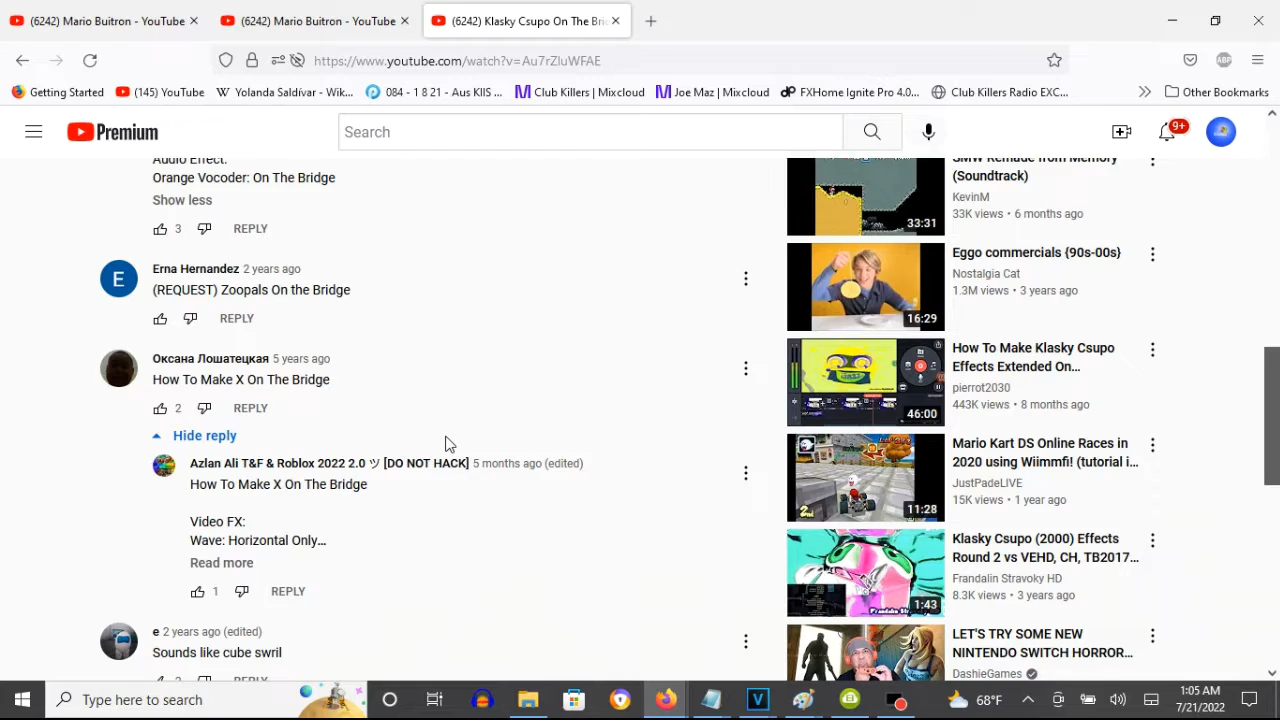 (6242) Mario Buitron - YouTube
(6242) Mario Buitron - YouTube
(6242) Klasky Csupo On The Bri
https://www.youtube.com/watch?v=Au7rZluWFAE
Getting Started
(145) YouTube
Yolanda Saldívar - Wik...
084 - 1 8 21 - Aus KIIS ...
Club Killers | Mixcloud
Joe Maz | Mixcloud
FXHome Ignite Pro 4.0...
Club Killers Radio EXC...
Other Bookmarks
Premium
Search
9+
Audio Effect:
Orange Vocoder: On The Bridge
Show less
3 REPLY
Erna Hernandez 2 years ago
(REQUEST) Zoopals On the Bridge
REPLY
Оксана Лошатецкая 5 years ago
How To Make X On The Bridge
2 REPLY
Hide reply
Azlan Ali T&F & Roblox 2022 2.0 ツ [DO NOT HACK] 5 months ago (edited)
How To Make X On The Bridge
Video FX:
Wave: Horizontal Only...
Read more
1 REPLY
e 2 years ago (edited)
Sounds like cube swril
2 REPLY
SMW Remade from Memory
(Soundtrack)
KevinM
33K views • 6 months ago
33:31
Eggo commercials {90s-00s}
Nostalgia Cat
1.3M views • 3 years ago
16:29
How To Make Klasky Csupo
Effects Extended On...
pierrot2030
443K views • 8 months ago
46:00
Mario Kart DS Online Races in
2020 using Wiimmfi! (tutorial i...
JustPadeLIVE
15K views • 1 year ago
2nd
11:28
Klasky Csupo (2000) Effects
Round 2 vs VEHD, CH, TB2017...
Frandalin Stravoky HD
8.3K views • 3 years ago
1:43
LET'S TRY SOME NEW
NINTENDO SWITCH HORROR...
DashieGames
Type here to search
68°F
1:05 AM
7/21/2022